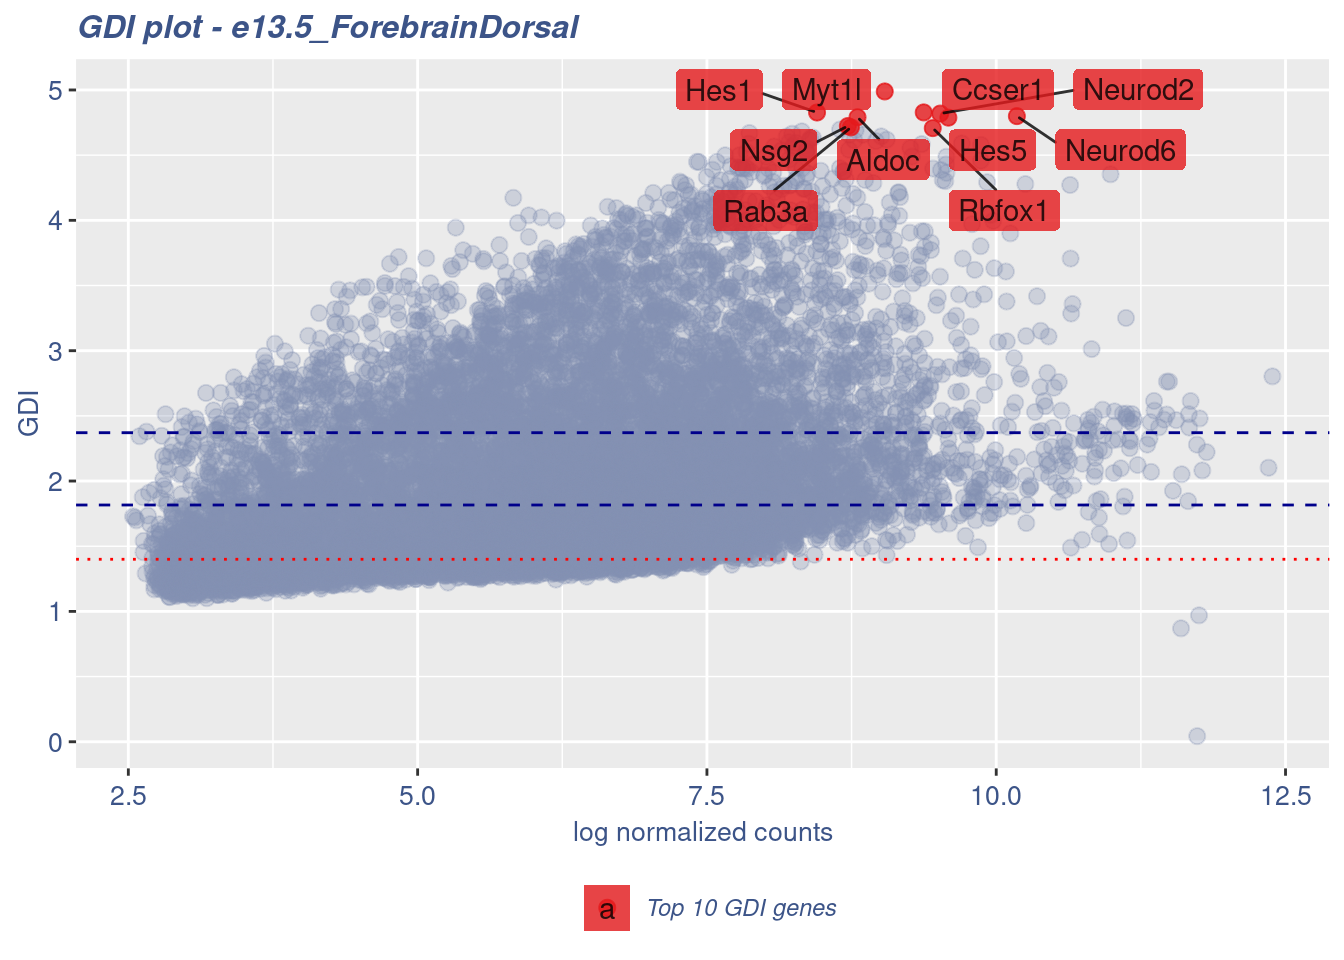 GDI plot - e13.5_ForebrainDorsal
5
4
3
2
1
0
GDI
Hes1
Myt1l
Ccser1
Neurod2
Nsg2
Aldoc
Hes5
Neurod6
Rab3a
Rbfox1
2.5
5.0
7.5
10.0
12.5
log normalized counts
a
Top 10 GDI genes